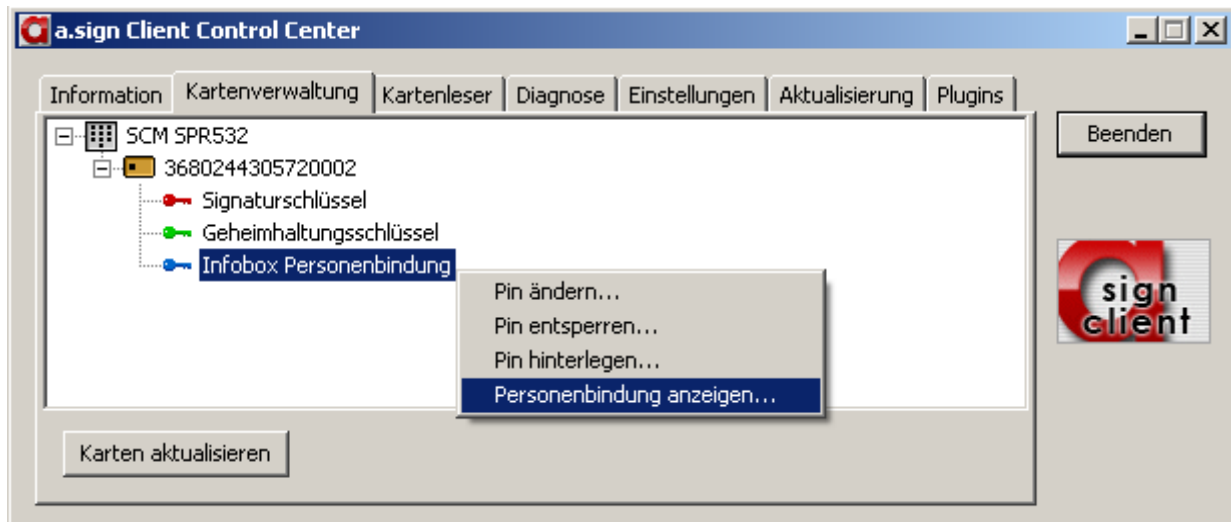 a.sign Client Control Center
Information Kartenverwaltung Kartenleser Diagnose Einstellungen Aktualisierung Plugins
SCM SPR532
3680244305720002
Signaturschlüssel
Geheimhaltungsschlüssel
Infobox Personenbindung
Pin ändern...
Pin entsperren...
Pin hinterlegen...
Personenbindung anzeigen...
Karten aktualisieren
Beenden
a
sign
client